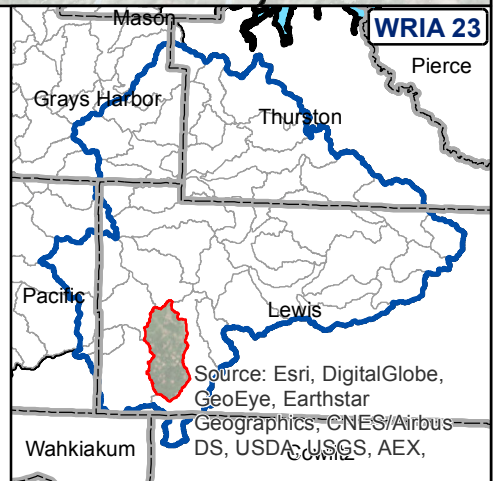 Mason
WRIA 23
Pierce
Grays Harbor
Thurston
Pacific
Lewis
Source: Esri, DigitalGlobe,
GeoEye, Earthstar
Geographics, CNES/Airbus
DS, USDA, USGS, AEX,
Wahkiakum
Cowlitz